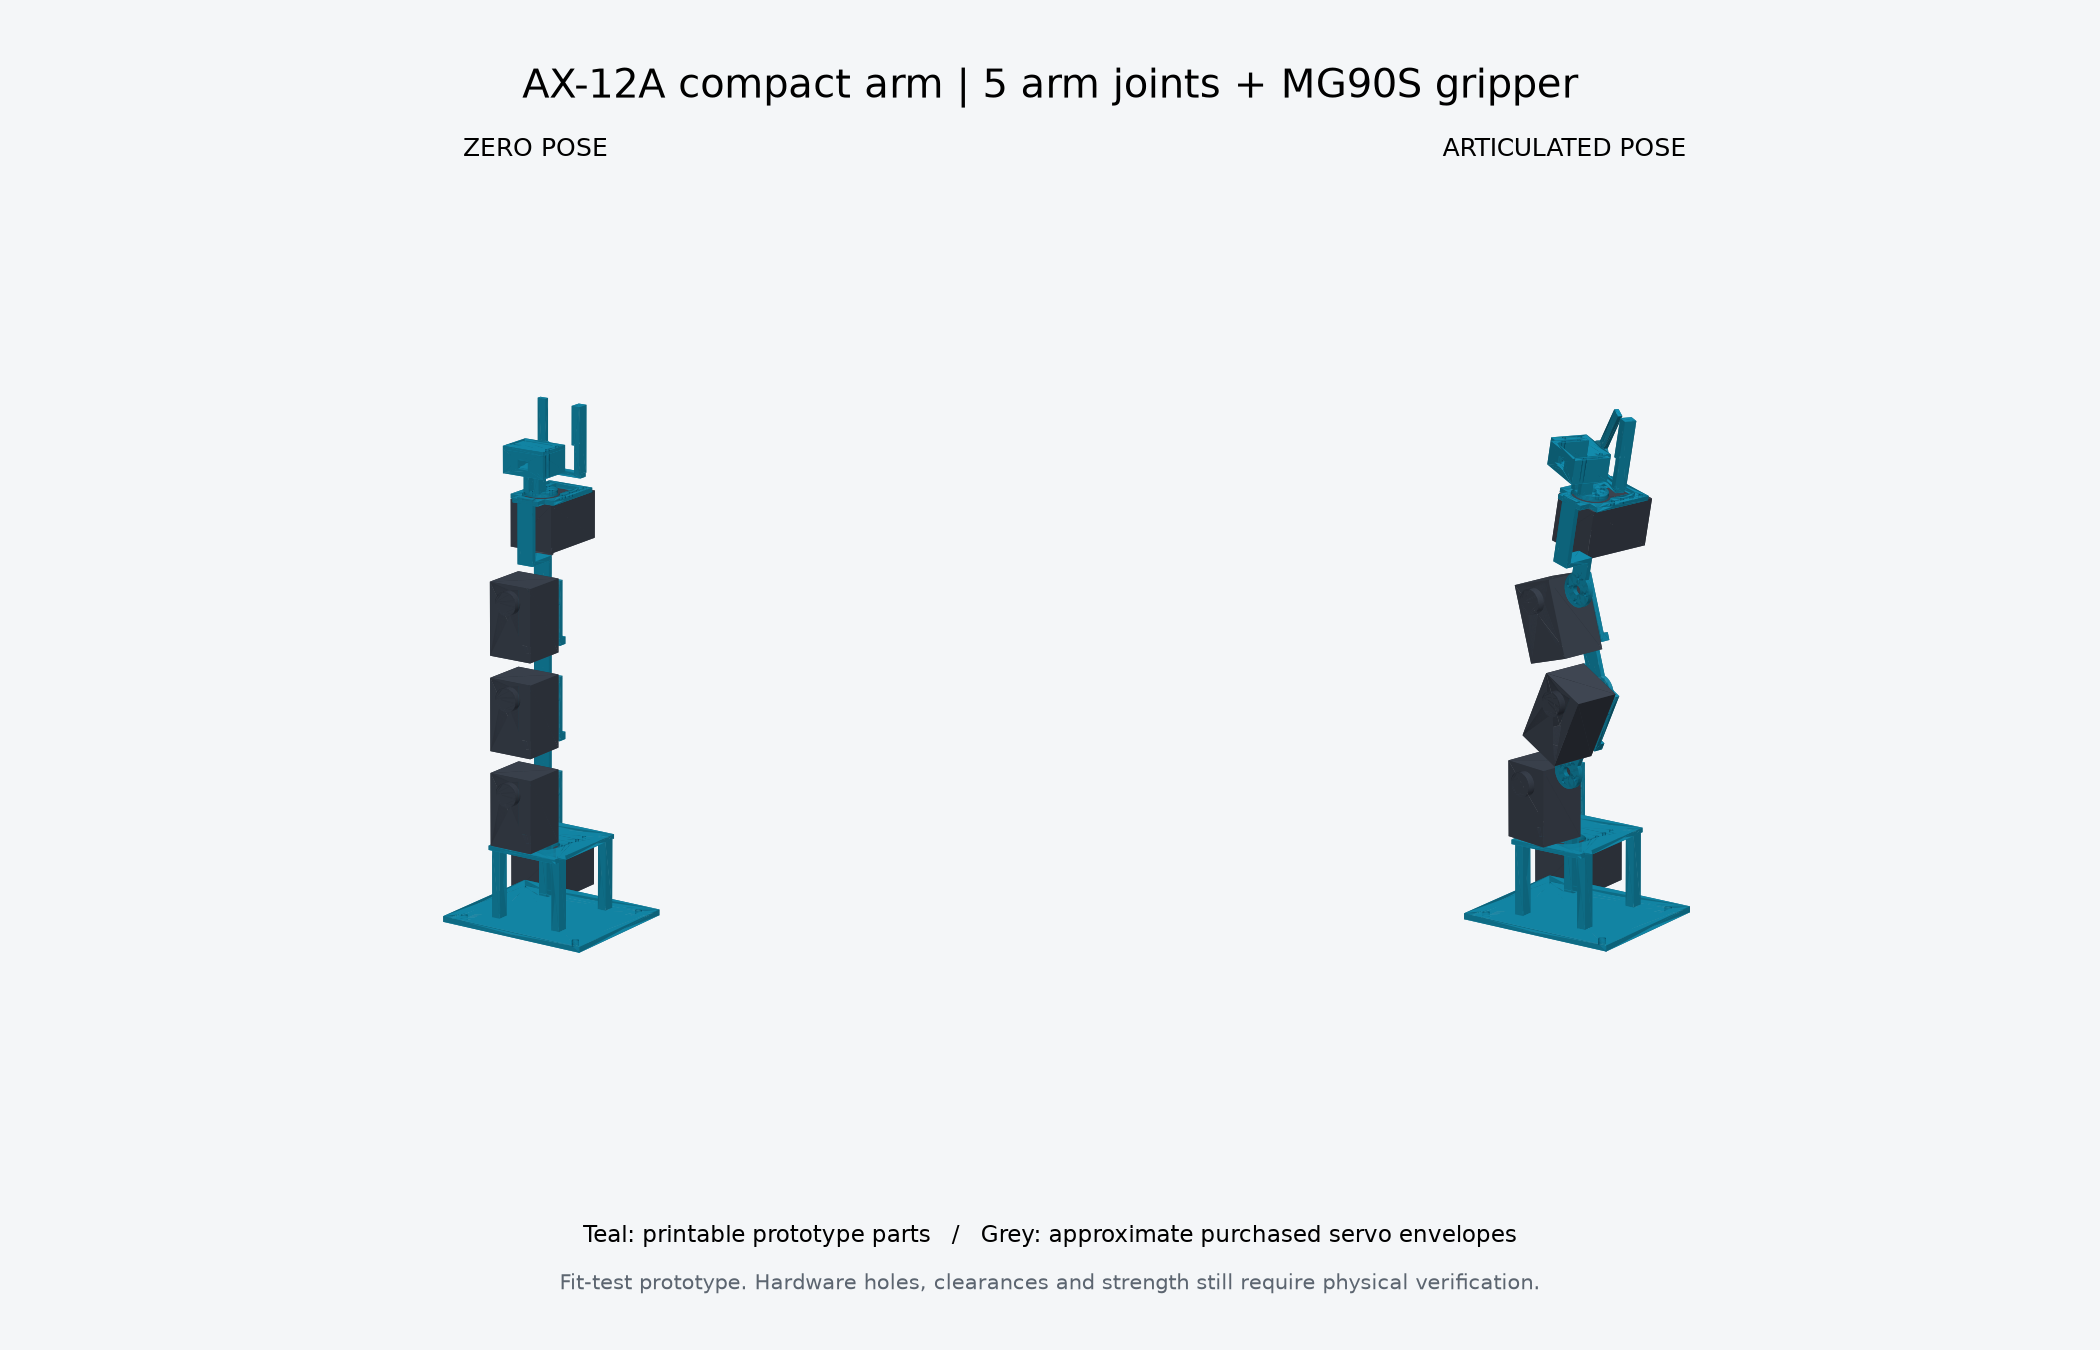 AX-12A compact arm | 5 arm joints + MG90S gripper
ZERO POSE
ARTICULATED POSE
Teal: printable prototype parts / Grey: approximate purchased servo envelopes
Fit-test prototype. Hardware holes, clearances and strength still require physical verification.